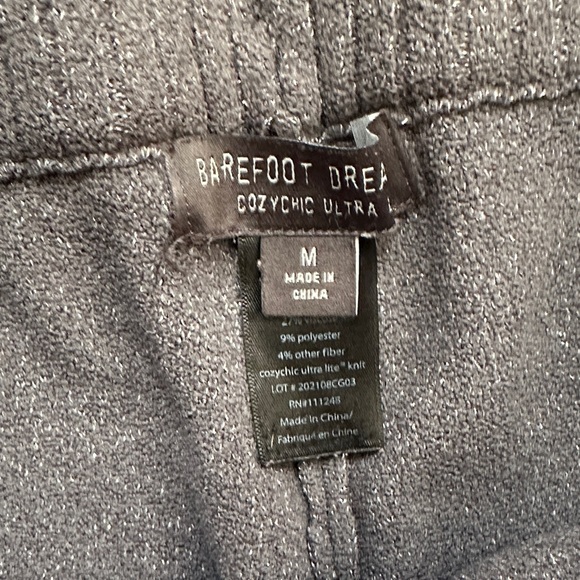 BAREFOOT DREA
COZYCHIC ULTRA
M
MADE IN
CHINA
9% polyester
4% other fiber
cozychic ultra lite™ knit
LOT # 202108CG03
RN#111248
Made in China/
/ Fabriqué en Chine